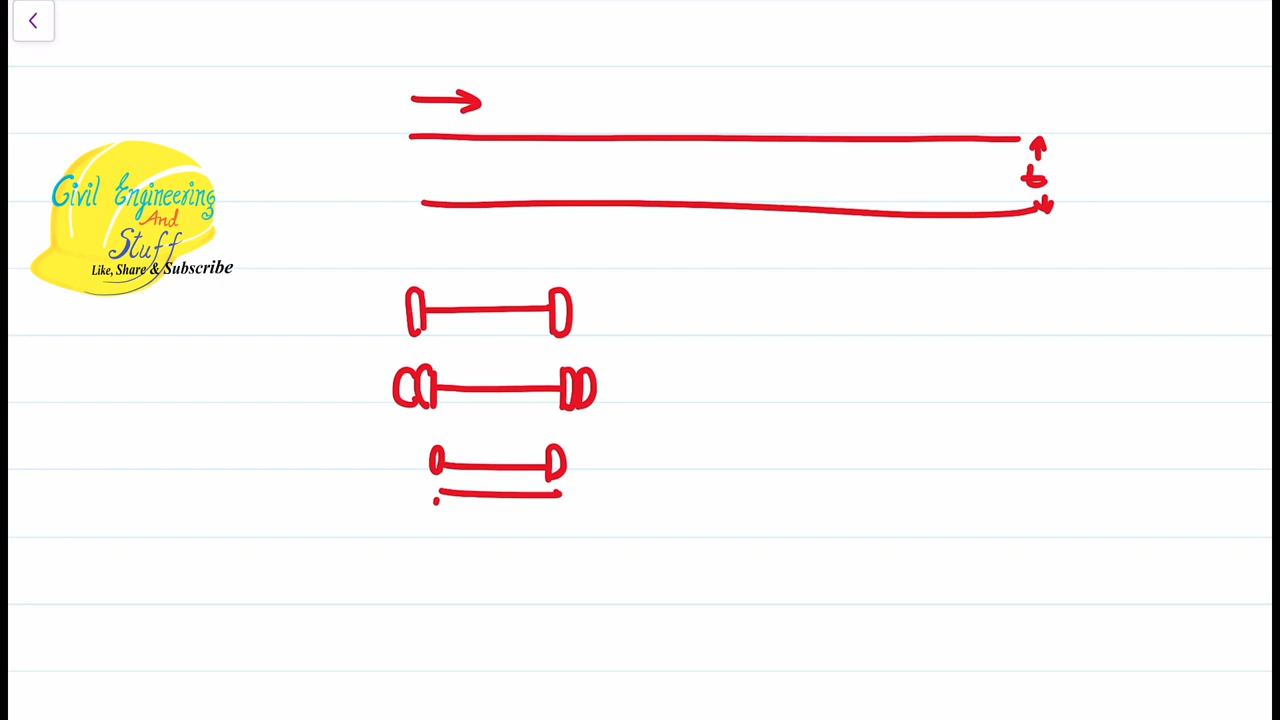 t
Civil Engineering
And
Stuff
Like, Share & Subscribe